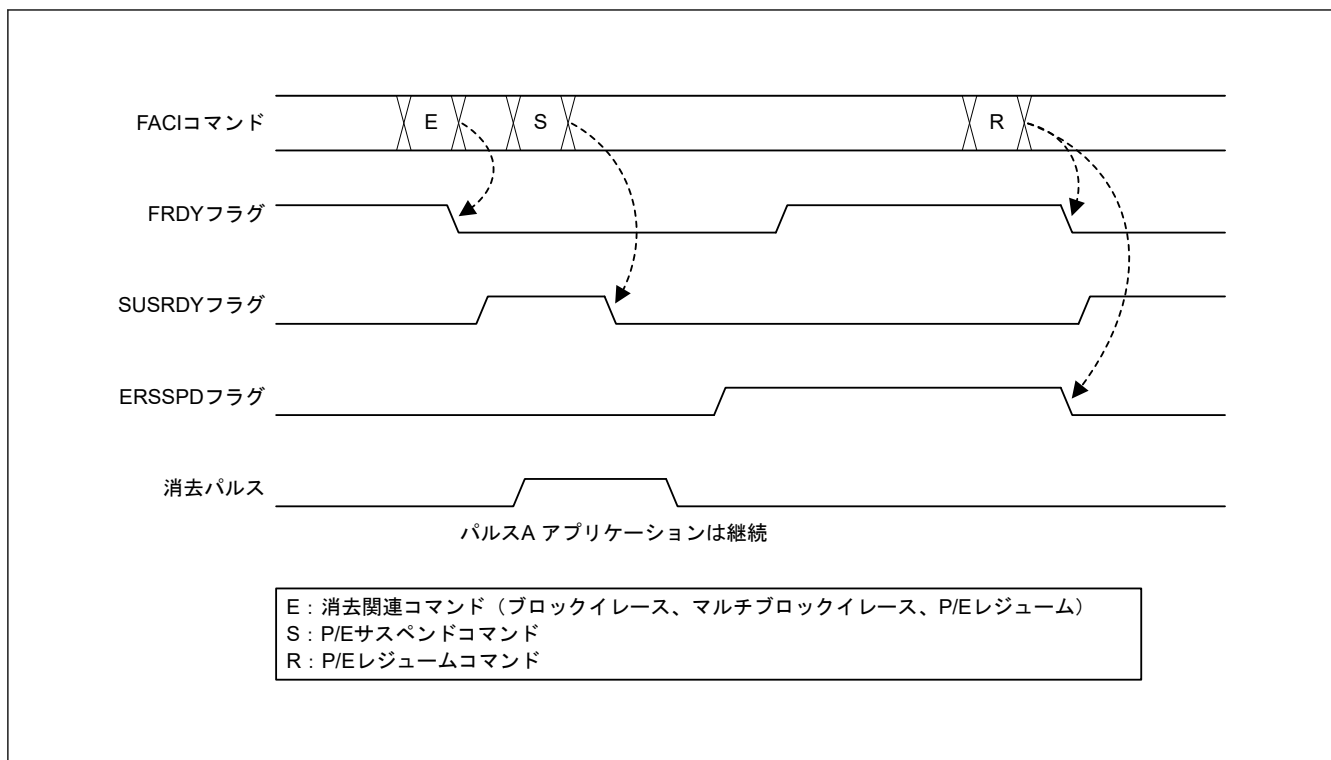 FACIコマンド
E
S
R
FRDYフラグ
SUSRDYフラグ
ERSSPDフラグ
消去パルス
パルスA アプリケーションは継続
E:消去関連コマンド(ブロックイレース、マルチブロックイレース、P/Eレジューム)
S:P/Eサスペンドコマンド
R:P/Eレジュームコマンド